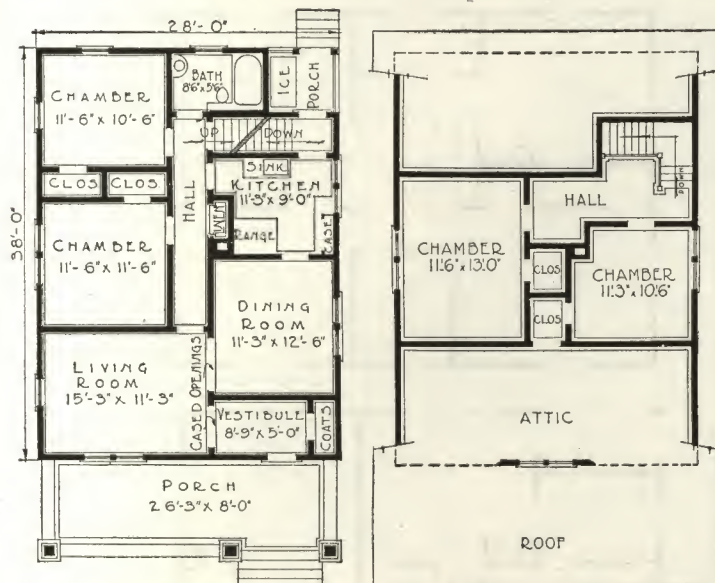 28'-0"
38'-0"
CHAMBER
11'-6" X 10'-6"
BATH
8'6" X 5'6"
ICE
PORCH
UP
DOWN
CLOS
CLOS
HALL
SINK
KITCHEN
11'-3" X 9'-0"
RANGE
CHAMBER
11'-6" X 11'-6"
DINING
ROOM
11'-3" X 12'-6"
LIVING
ROOM
15'-3" X 11'-3"
CASED OPENINGS
VESTIBULE
8'-9" X 5'-0"
COATS
PORCH
26'-3" X 8'-0"
HALL
DOWN
CHAMBER
11'6" X 13'0"
CLOS
CHAMBER
11'3" X 10'6"
CLOS
ATTIC
ROOF